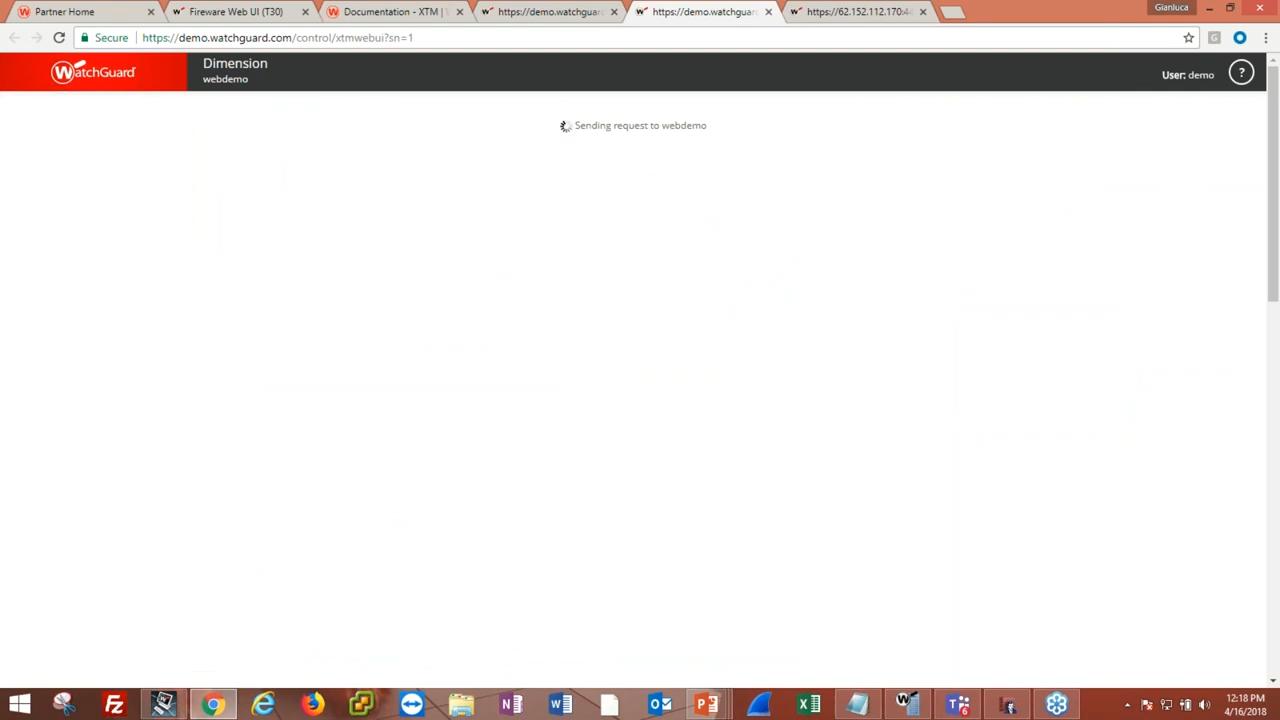 Partner Home
Fireware Web UI (T30)
Documentation - XTM |
https://demo.watchguard
https://demo.watchguard
https://62.152.112.170:4
Gianluca
Secure
https://demo.watchguard.com/control/xtmwebui?sn=1
WatchGuard
Dimension
webdemo
User: demo
?
Sending request to webdemo
12:18 PM
4/16/2018